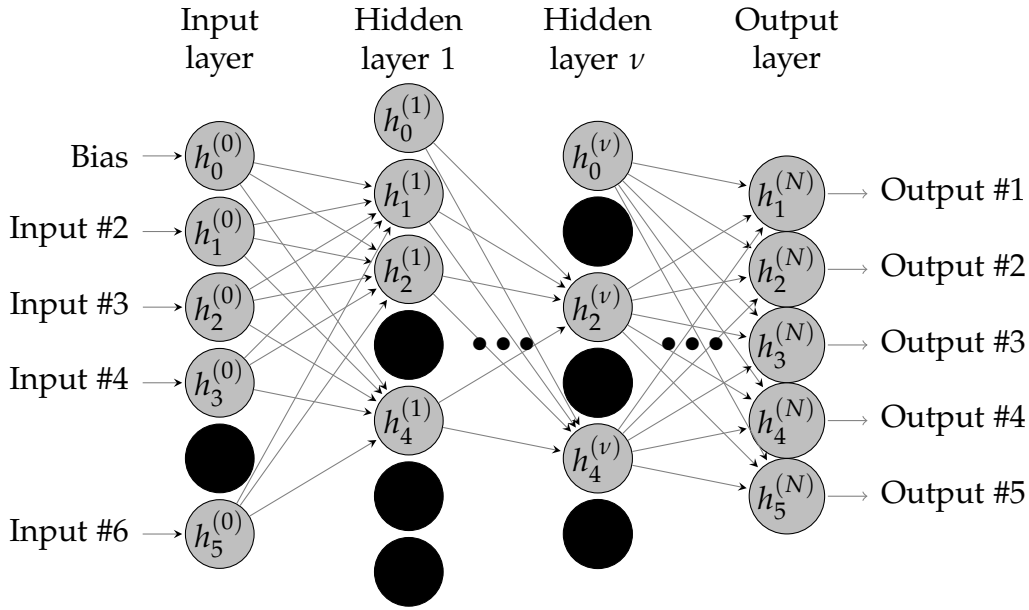 Input
layer
Hidden
layer 1
Hidden
layer ν
Output
layer
Bias
Input #2
Input #3
Input #4
Input #6
h_0^{(0)}
h_1^{(0)}
h_2^{(0)}
h_3^{(0)}
h_5^{(0)}
h_0^{(1)}
h_1^{(1)}
h_2^{(1)}
h_4^{(1)}
h_0^{(ν)}
h_2^{(ν)}
h_4^{(ν)}
h_1^{(N)}
h_2^{(N)}
h_3^{(N)}
h_4^{(N)}
h_5^{(N)}
Output #1
Output #2
Output #3
Output #4
Output #5